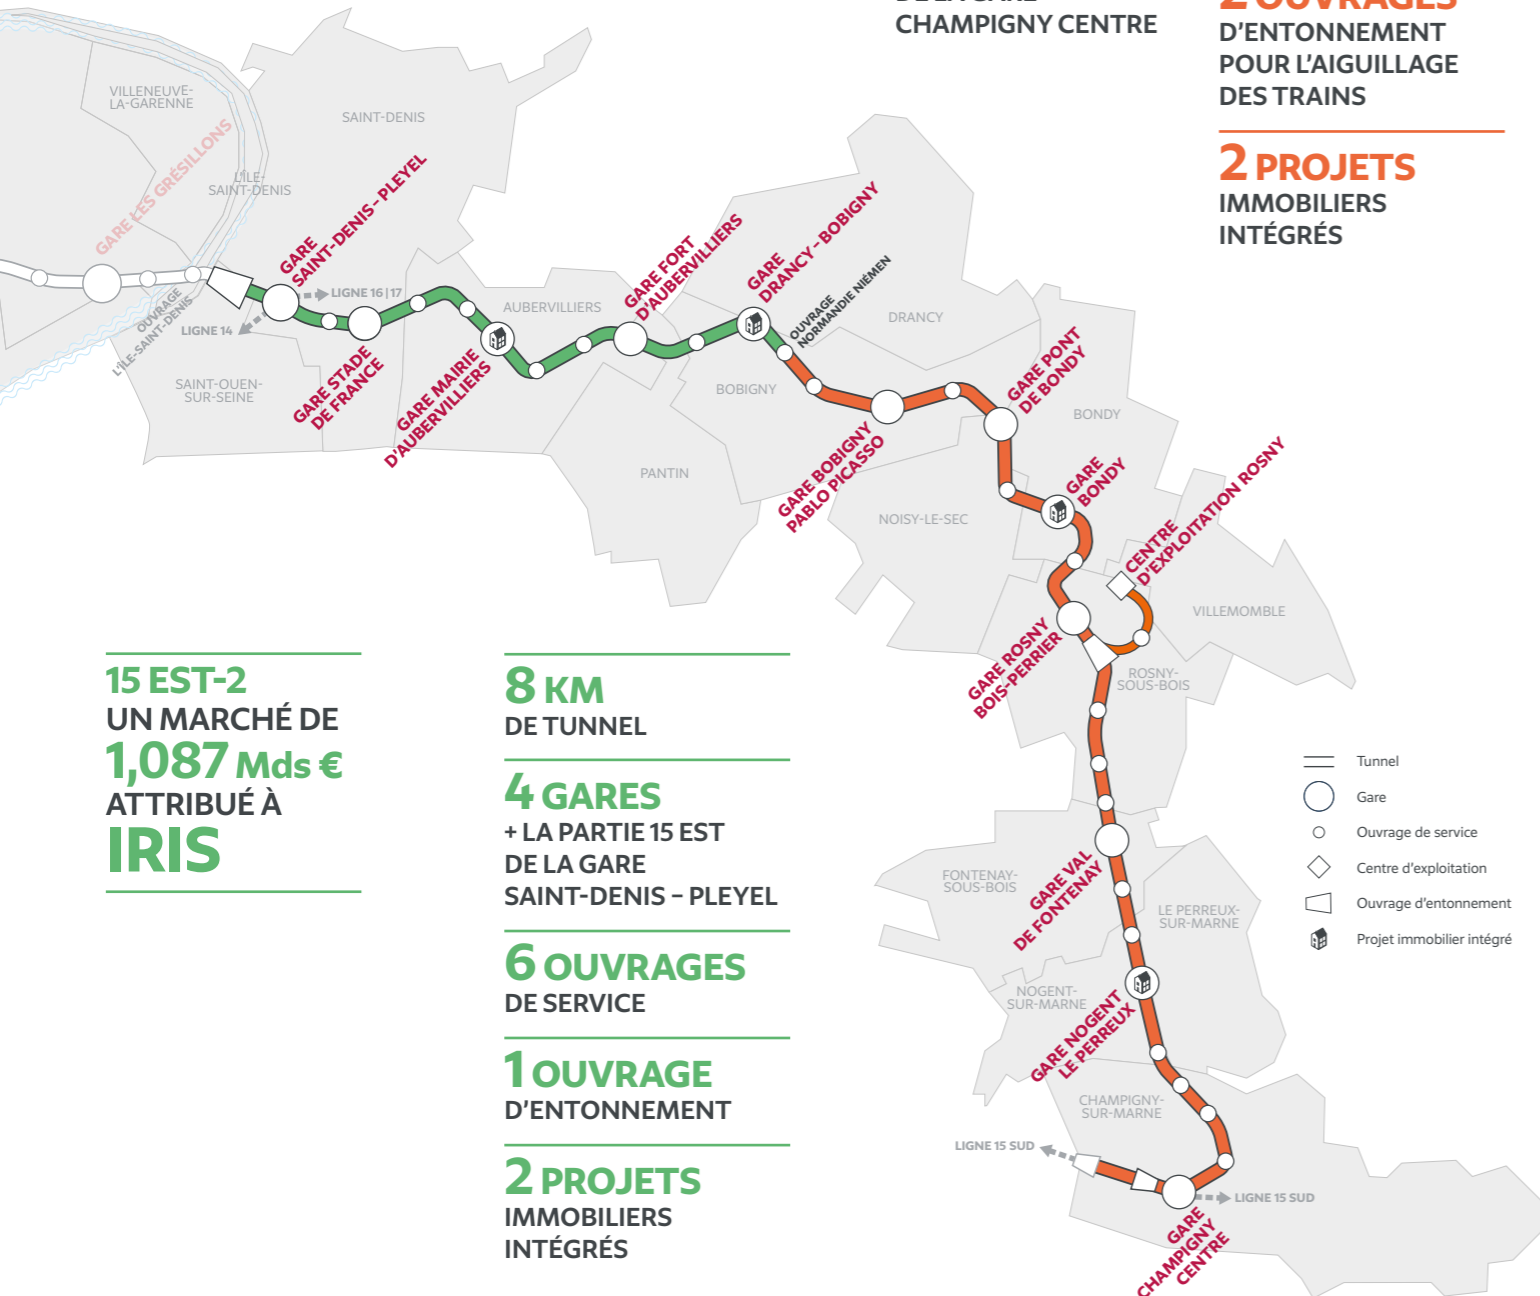 DE LA GARE
CHAMPIGNY CENTRE
2 OUVRAGES
D'ENTONNEMENT
POUR L'AIGUILLAGE
DES TRAINS
2 PROJETS
IMMOBILIERS
INTÉGRÉS
VILLENEUVE-
LA-GARENNE
SAINT-DENIS
GARE LES GRÉSILLONS
L'ÎLE-
SAINT-DENIS
GARE
SAINT-DENIS – PLEYEL
LIGNE 16 | 17
LIGNE 14
OUVRAGE
L'ÎLE-SAINT-DENIS
SAINT-OUEN-
SUR-SEINE
GARE STADE
DE FRANCE
GARE MAIRIE
D'AUBERVILLIERS
AUBERVILLIERS
GARE FORT
D'AUBERVILLIERS
GARE
DRANCY – BOBIGNY
OUVRAGE
NORMANDIE NIÉMEN
DRANCY
BOBIGNY
PANTIN
GARE BOBIGNY
PABLO PICASSO
GARE PONT
DE BONDY
BONDY
GARE
BONDY
NOISY-LE-SEC
CENTRE
D'EXPLOITATION ROSNY
VILLEMOMBLE
GARE ROSNY
BOIS-PERRIER
ROSNY-
SOUS-BOIS
15 EST-2
UN MARCHÉ DE
1,087 Mds €
ATTRIBUÉ À
IRIS
8 KM
DE TUNNEL
4 GARES
+ LA PARTIE 15 EST
DE LA GARE
SAINT-DENIS – PLEYEL
6 OUVRAGES
DE SERVICE
1 OUVRAGE
D'ENTONNEMENT
2 PROJETS
IMMOBILIERS
INTÉGRÉS
FONTENAY-
SOUS-BOIS
GARE VAL
DE FONTENAY
LE PERREUX-
SUR-MARNE
NOGENT-
SUR-MARNE
GARE NOGENT
LE PERREUX
CHAMPIGNY-
SUR-MARNE
LIGNE 15 SUD
LIGNE 15 SUD
GARE
CHAMPIGNY
CENTRE
Tunnel
Gare
Ouvrage de service
Centre d'exploitation
Ouvrage d'entonnement
Projet immobilier intégré